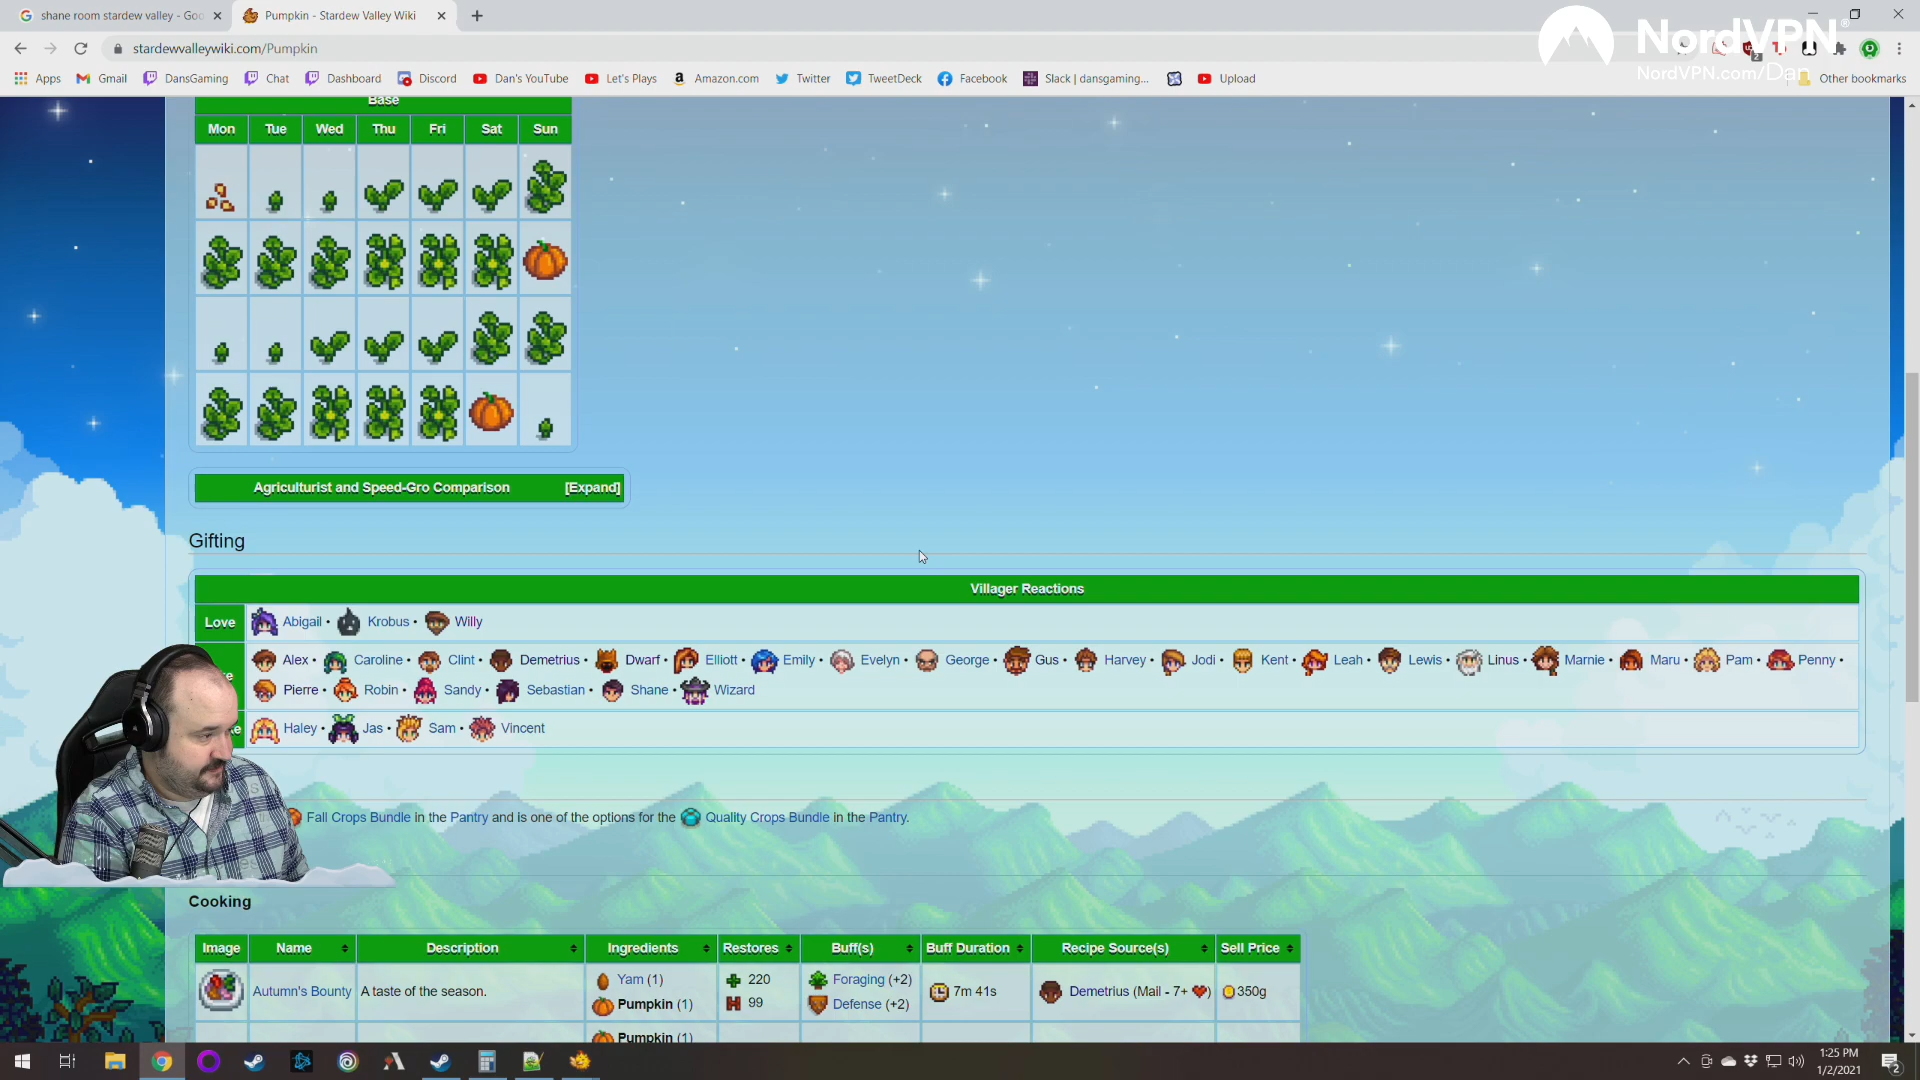 shane room stardew valley - Goo
Pumpkin - Stardew Valley Wiki
stardewvalleywiki.com/Pumpkin
NordVPN®
NordVPN.com/Dan
Apps
Gmail
DansGaming
Chat
Dashboard
Discord
Dan's YouTube
Let's Plays
Amazon.com
Twitter
TweetDeck
Facebook
Slack | dansgaming...
Upload
Other bookmarks
Base
Mon Tue Wed Thu Fri Sat Sun
Agriculturist and Speed-Gro Comparison [Expand]
Gifting
Villager Reactions
Love Abigail • Krobus • Willy
Alex • Caroline • Clint • Demetrius • Dwarf • Elliott • Emily • Evelyn • George • Gus • Harvey • Jodi • Kent • Leah • Lewis • Linus • Marnie • Maru • Pam • Penny •
Pierre • Robin • Sandy • Sebastian • Shane • Wizard
Haley • Jas • Sam • Vincent
Fall Crops Bundle in the Pantry and is one of the options for the Quality Crops Bundle in the Pantry.
Cooking
Image Name Description Ingredients Restores Buff(s) Buff Duration Recipe Source(s) Sell Price
Autumn's Bounty A taste of the season. Yam (1) 220 Foraging (+2) 7m 41s Demetrius (Mail - 7+ ) 350g
Pumpkin (1) 99 Defense (+2)
Pumpkin (1)
1:25 PM
1/2/2021
2